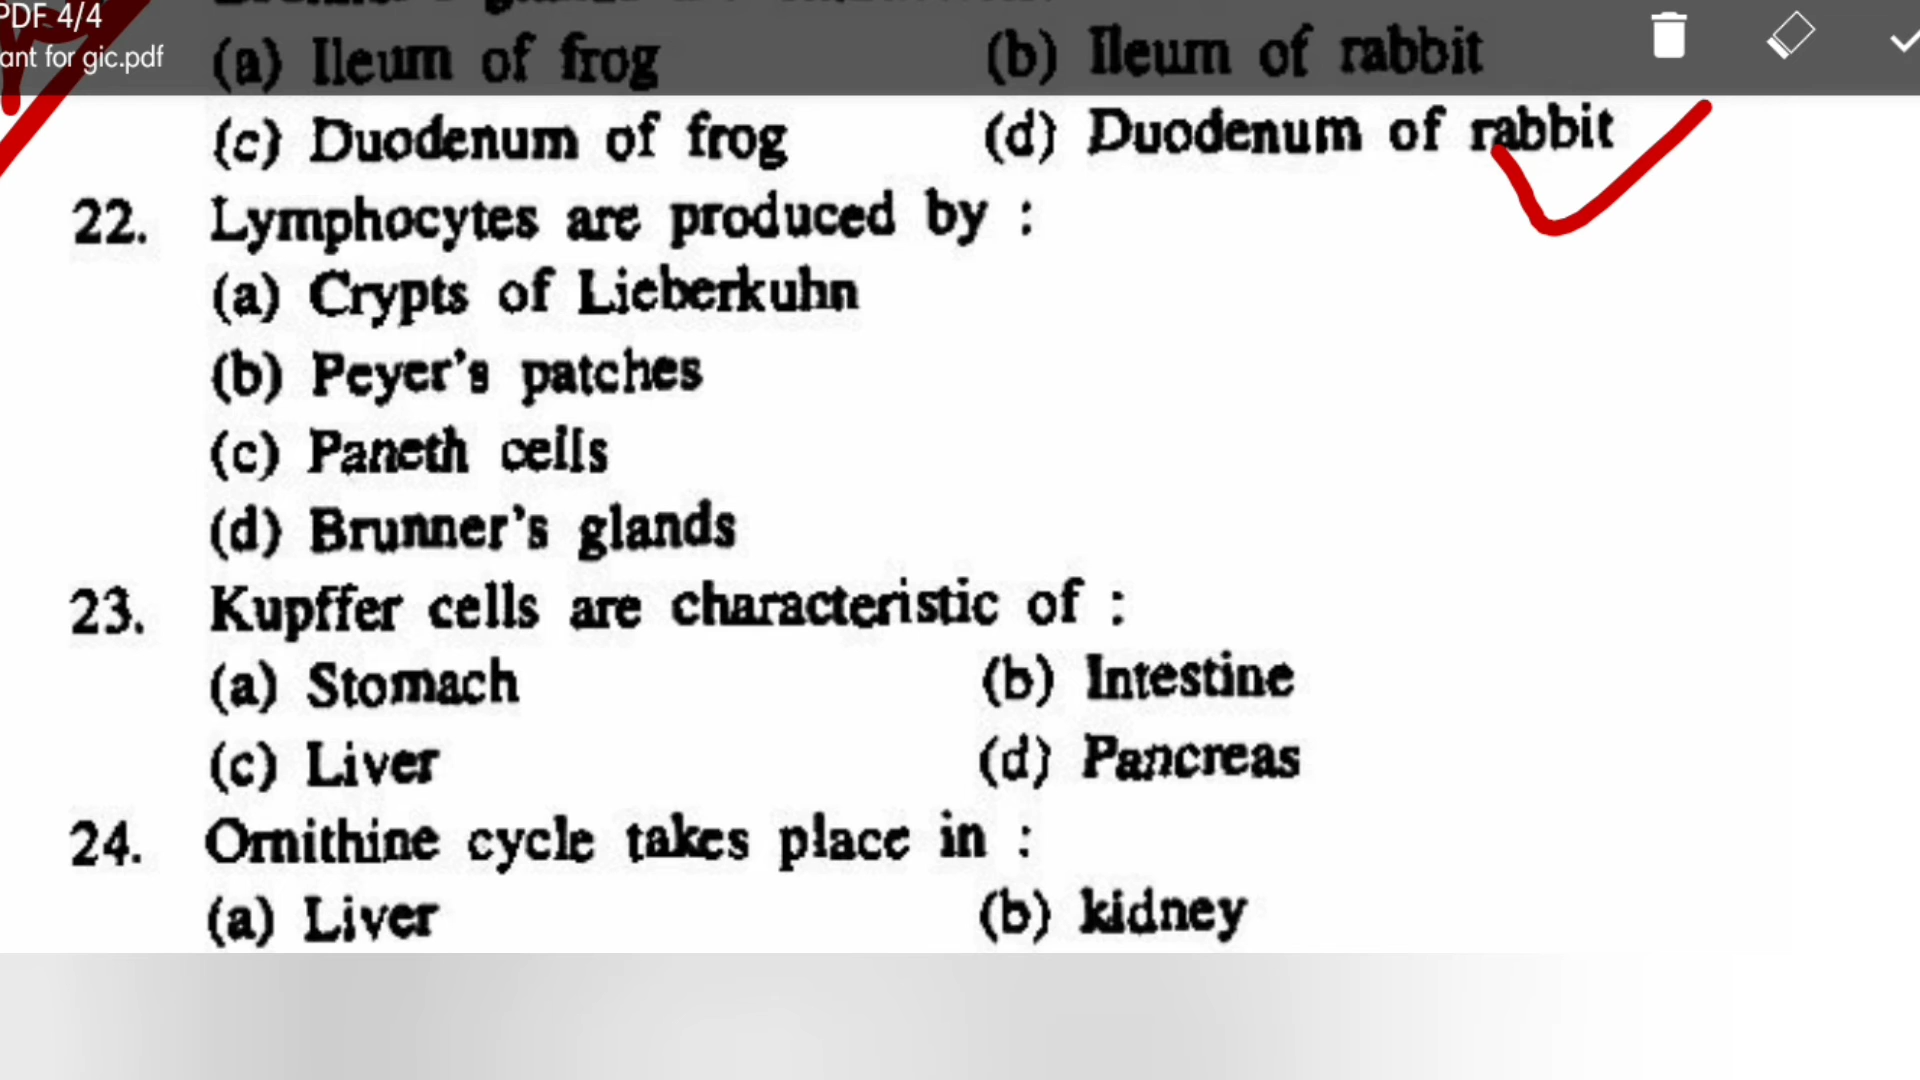 PDF 4/4
ant for gic.pdf
(a) Ileum of frog (b) Ileum of rabbit
(c) Duodenum of frog (d) Duodenum of rabbit
22. Lymphocytes are produced by :
(a) Crypts of Lieberkuhn
(b) Peyer's patches
(c) Paneth cells
(d) Brunner's glands
23. Kupffer cells are characteristic of :
(a) Stomach (b) Intestine
(c) Liver (d) Pancreas
24. Ornithine cycle takes place in :
(a) Liver (b) kidney